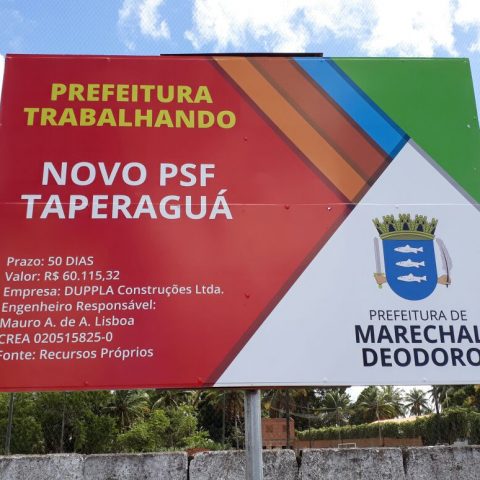 PREFEITURA
TRABALHANDO
NOVO PSF
TAPERAGUÁ
Prazo: 50 DIAS
Valor: R$ 60.115,32
Empresa: DUPPLA Construções Ltda.
Engenheiro Responsável:
Mauro A. de A. Lisboa
CREA 020515825-0
Fonte: Recursos Próprios
PREFEITURA DE
MARECHAL
DEODORO